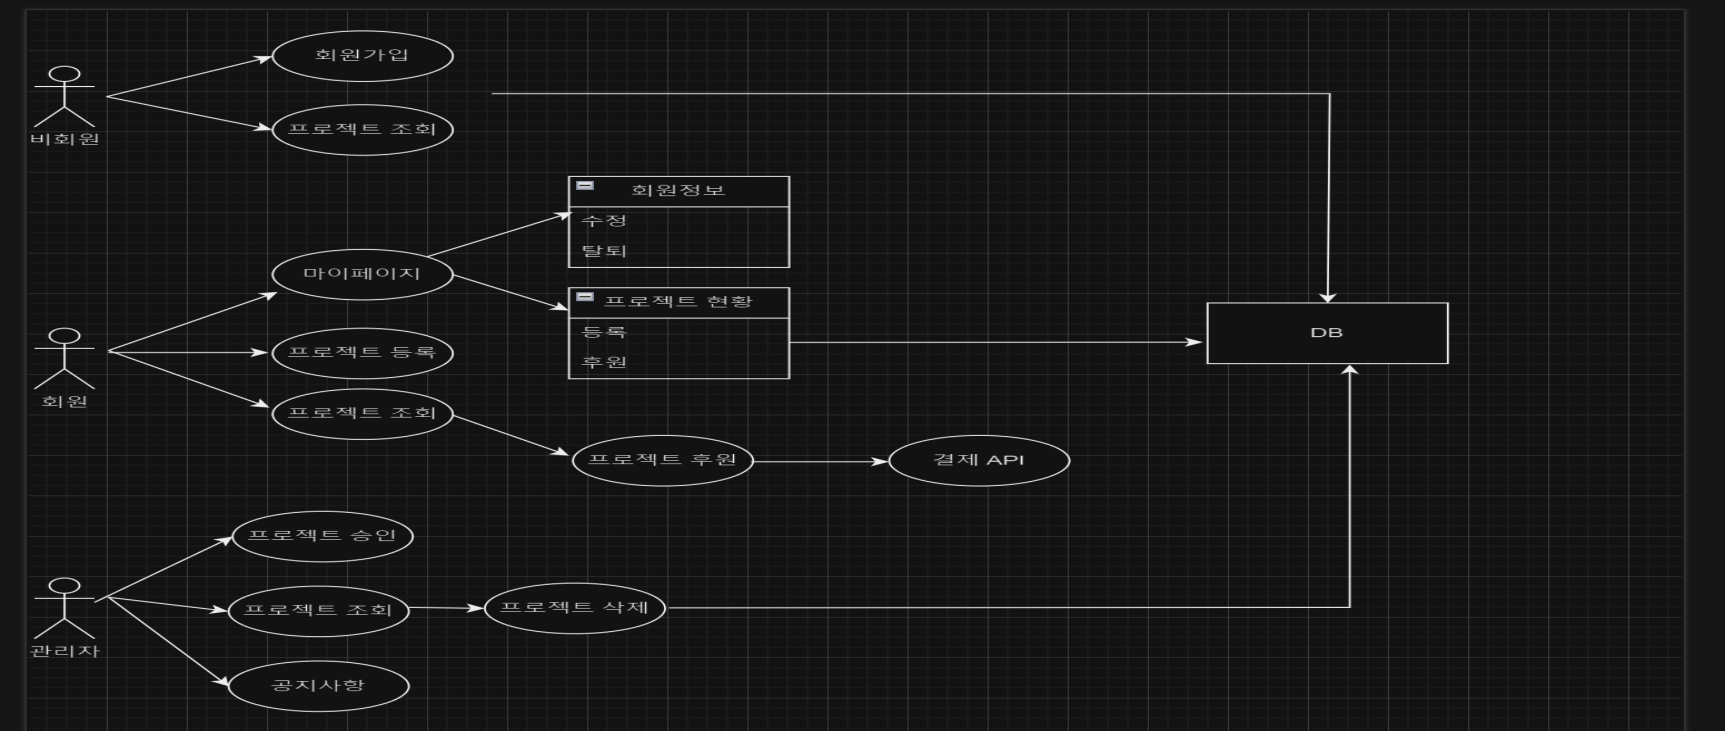 회원가입
비회원
프로젝트 조회
회원정보
수정
탈퇴
마이페이지
프로젝트 현황
등록
후원
DB
프로젝트 등록
회원
프로젝트 조회
프로젝트 후원
결제 API
프로젝트 승인
관리자
프로젝트 조회
프로젝트 삭제
공지사항